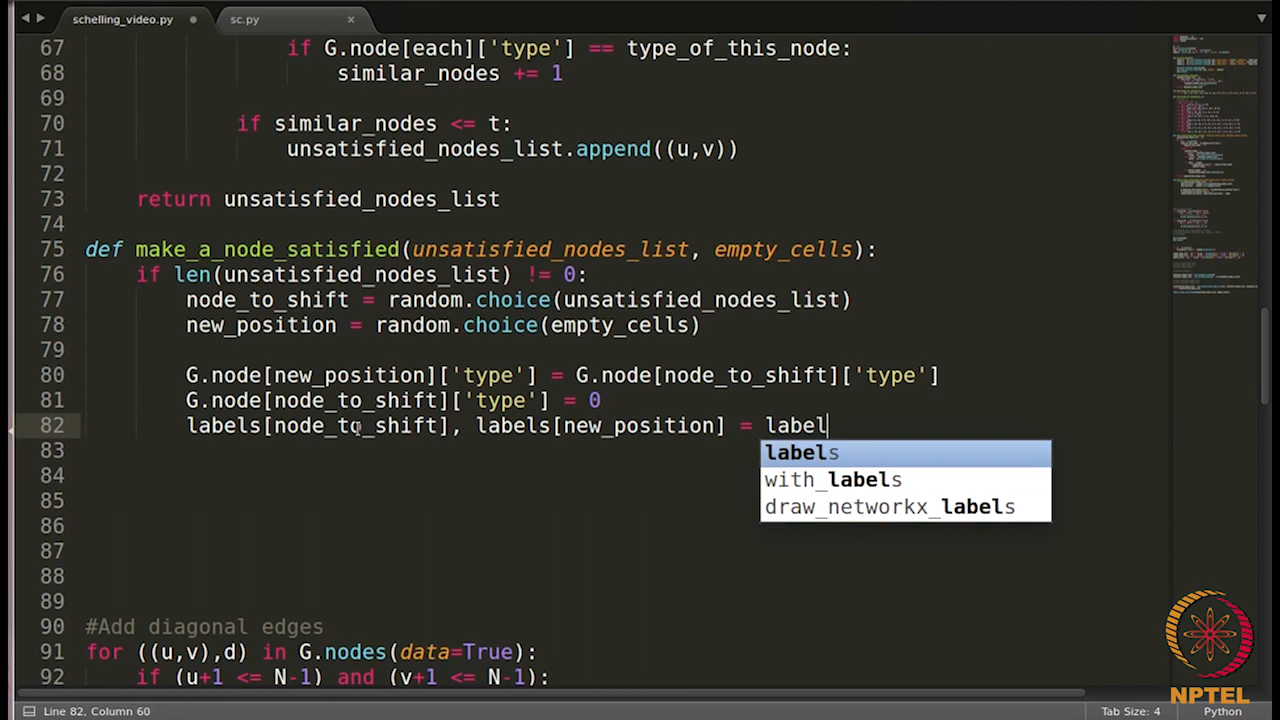 schelling_video.py
sc.py
67 if G.node[each]['type'] == type_of_this_node:
68 similar_nodes += 1
69
70 if similar_nodes <= t:
71 unsatisfied_nodes_list.append((u,v))
72
73 return unsatisfied_nodes_list
74
75 def make_a_node_satisfied(unsatisfied_nodes_list, empty_cells):
76 if len(unsatisfied_nodes_list) != 0:
77 node_to_shift = random.choice(unsatisfied_nodes_list)
78 new_position = random.choice(empty_cells)
79
80 G.node[new_position]['type'] = G.node[node_to_shift]['type']
81 G.node[node_to_shift]['type'] = 0
82 labels[node_to_shift], labels[new_position] = label
83
labels
84
with_labels
85
draw_networkx_labels
86
87
88
89
90 #Add diagonal edges
91 for ((u,v),d) in G.nodes(data=True):
92 if (u+1 <= N-1) and (v+1 <= N-1):
NPTEL
Line 82, Column 60
Tab Size: 4
Python